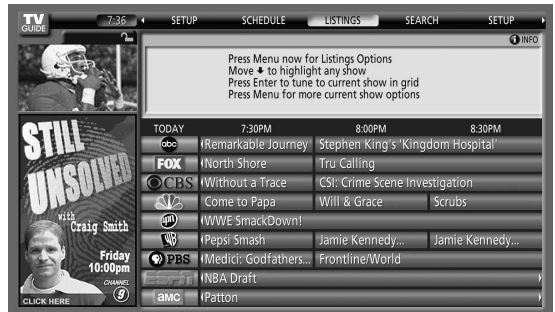 TV
GUIDE
7:36
SETUP
SCHEDULE
LISTINGS
SEARCH
SETUP
i INFO
Press Menu now for Listings Options
Move ↓ to highlight any show
Press Enter to tune to current show in grid
Press Menu for more current show options
STILL
UNSOLVED
with
Craig Smith
Friday
10:00pm
CHANNEL
9
CLICK HERE
TODAY 7:30PM 8:00PM 8:30PM
abc Remarkable Journey Stephen King's 'Kingdom Hospital'
FOX North Shore Tru Calling
CBS Without a Trace CSI: Crime Scene Investigation
Come to Papa Will & Grace Scrubs
upn WWE SmackDown!
WB Pepsi Smash Jamie Kennedy... Jamie Kennedy...
PBS Medici: Godfathers... Frontline/World
ESPN NBA Draft
amc Patton